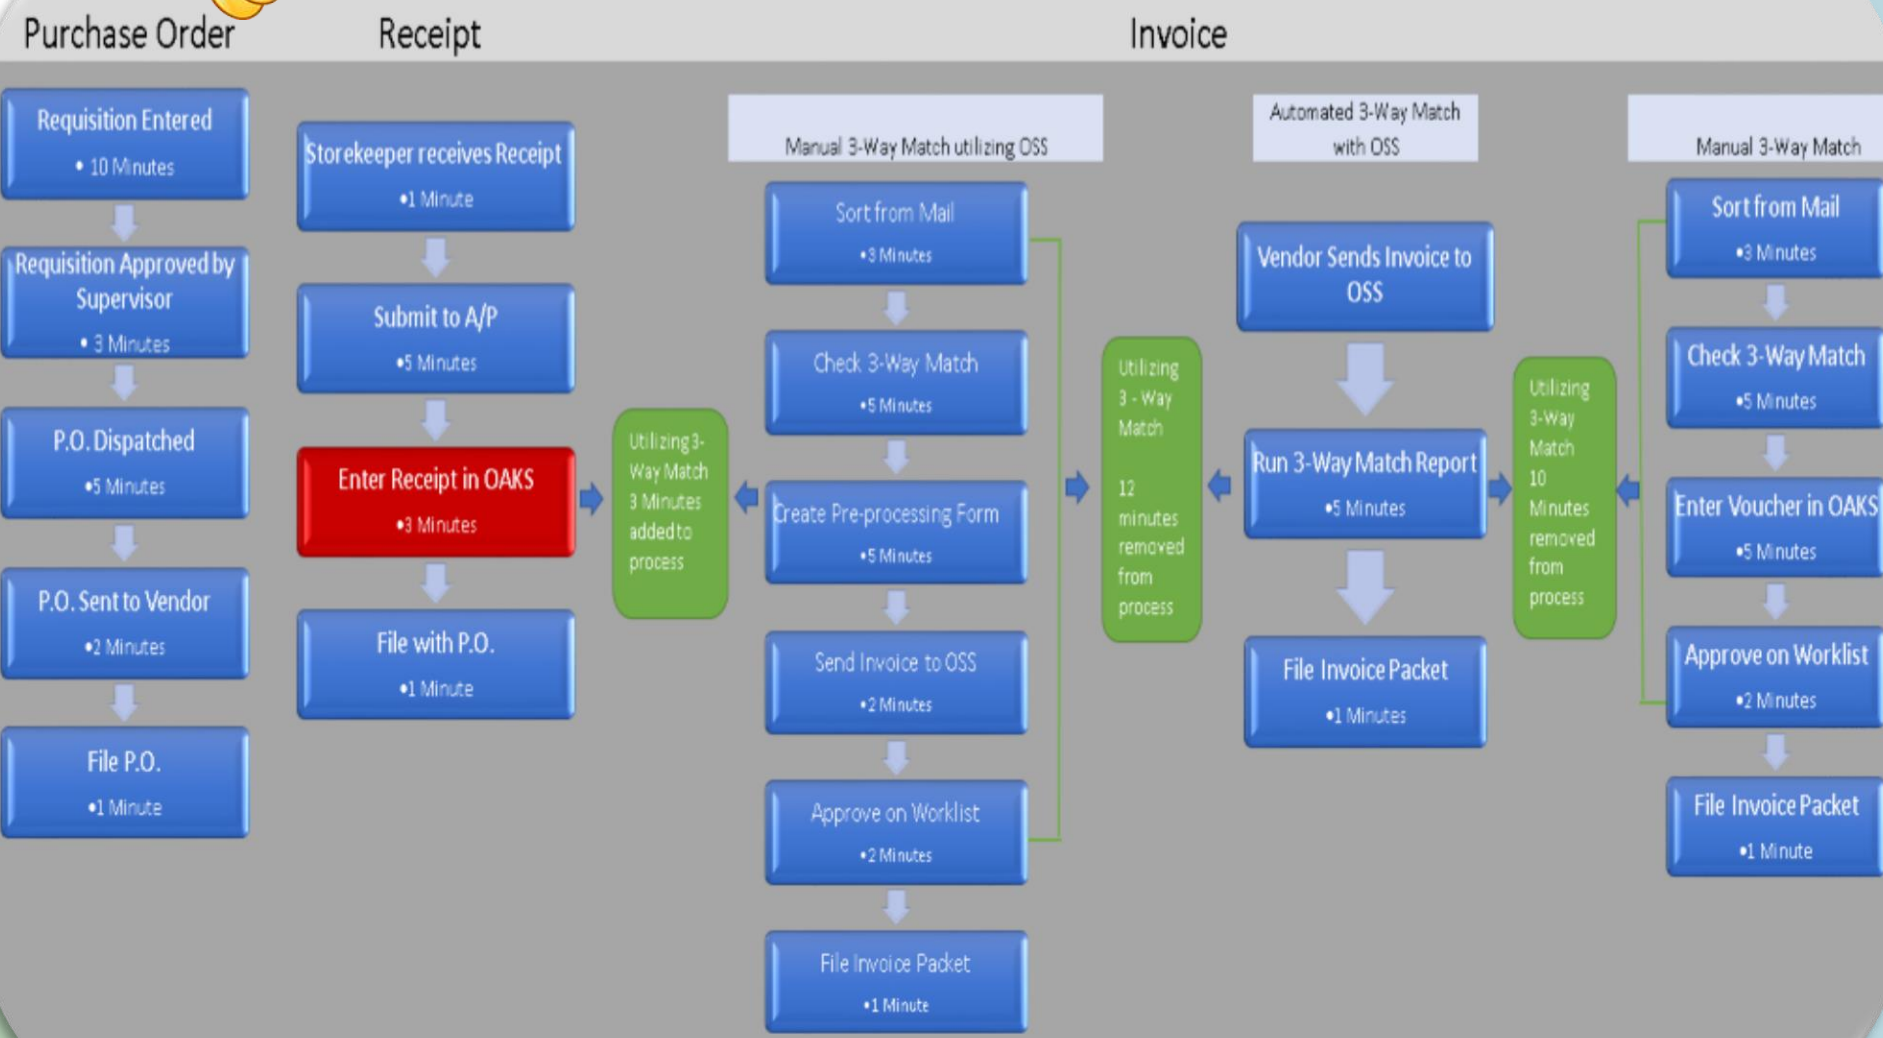 Purchase Order
Receipt
Invoice
Requisition Entered
• 10 Minutes
Requisition Approved by
Supervisor
• 3 Minutes
P.O. Dispatched
•5 Minutes
P.O. Sent to Vendor
•2 Minutes
File P.O.
•1 Minute
Storekeeper receives Receipt
•1 Minute
Submit to A/P
•5 Minutes
Enter Receipt in OAKS
•3 Minutes
File with P.O.
•1 Minute
Utilizing 3-
Way Match
3 Minutes
added to
process
Manual 3-Way Match utilizing OSS
Sort from Mail
•3 Minutes
Check 3-Way Match
•5 Minutes
Create Pre-processing Form
•5 Minutes
Send Invoice to OSS
•2 Minutes
Approve on Worklist
•2 Minutes
File Invoice Packet
•1 Minute
Utilizing
3 - Way
Match
12
minutes
removed
from
process
Automated 3-Way Match
with OSS
Vendor Sends Invoice to
OSS
Run 3-Way Match Report
•5 Minutes
File Invoice Packet
•1 Minutes
Utilizing
3-Way
Match
10
Minutes
removed
from
process
Manual 3-Way Match
Sort from Mail
•3 Minutes
Check 3-Way Match
•5 Minutes
Enter Voucher in OAKS
•5 Minutes
Approve on Worklist
•2 Minutes
File Invoice Packet
•1 Minute